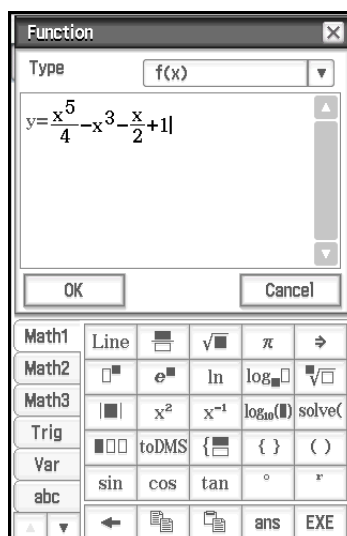 Function
Type f(x)
y=x^5/4-x^3-x/2+1
OK Cancel
Math1 Line √■ π ⇒
Math2 □^■ e^■ ln log_■□ ■√□
Math3 |■| x² x⁻¹ log₁₀(■) solve(
Trig ■□□ toDMS { { } ( )
Var sin cos tan ° r
abc
← ans EXE